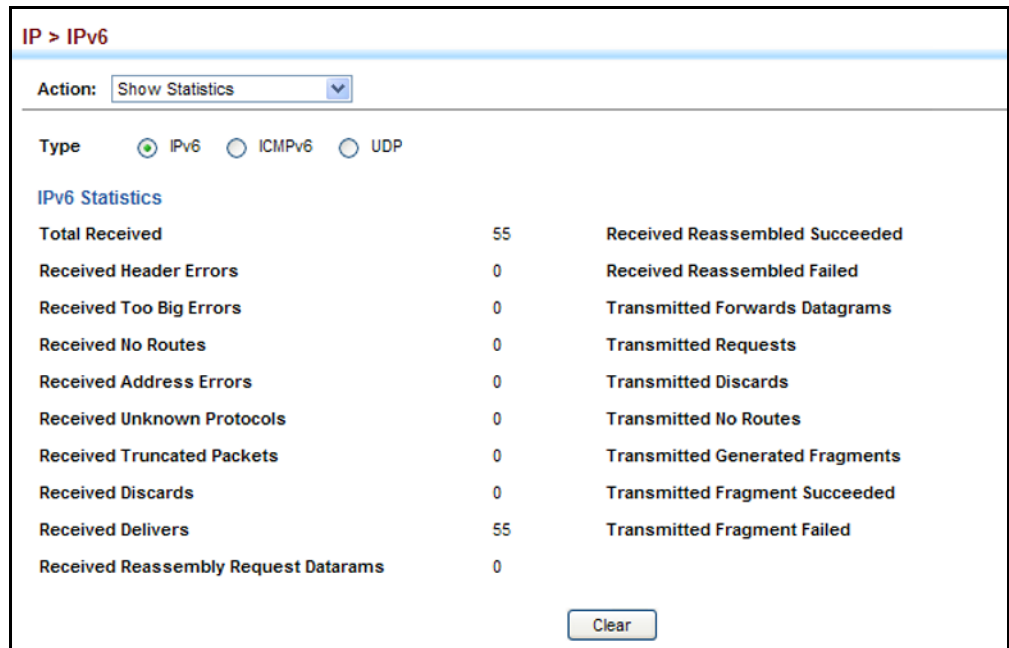 IP > IPv6
Action: Show Statistics
Type IPv6 ICMPv6 UDP
IPv6 Statistics
Total Received 55 Received Reassembled Succeeded
Received Header Errors 0 Received Reassembled Failed
Received Too Big Errors 0 Transmitted Forwards Datagrams
Received No Routes 0 Transmitted Requests
Received Address Errors 0 Transmitted Discards
Received Unknown Protocols 0 Transmitted No Routes
Received Truncated Packets 0 Transmitted Generated Fragments
Received Discards 0 Transmitted Fragment Succeeded
Received Delivers 55 Transmitted Fragment Failed
Received Reassembly Request Datarams 0
Clear